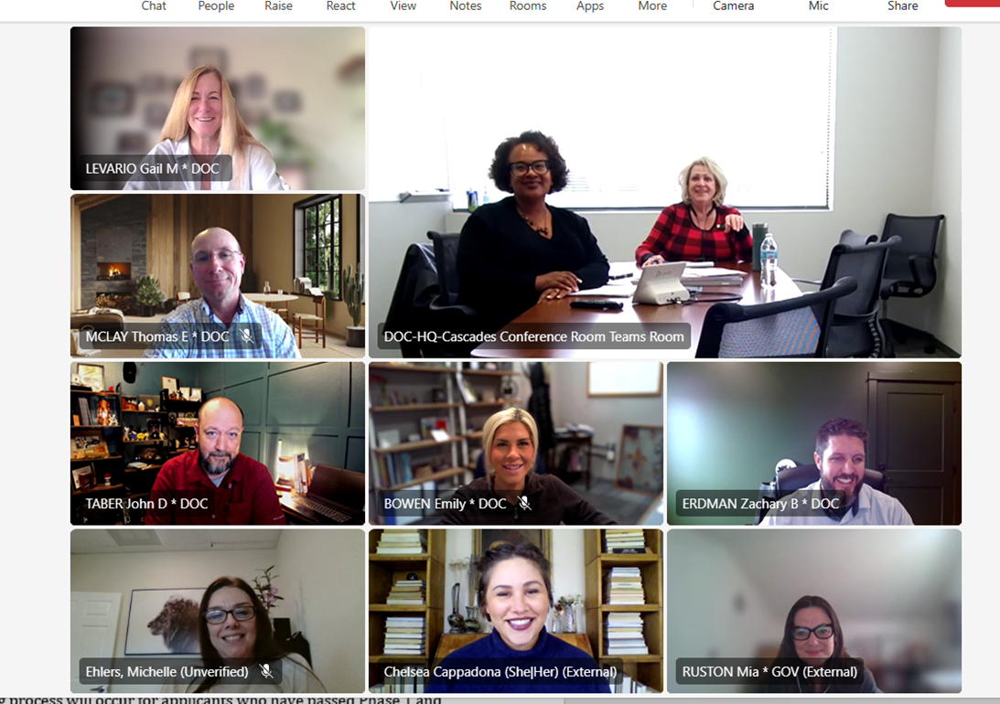 Chat People Raise React View Notes Rooms Apps More Camera Mic Share
LEVARIO Gail M * DOC
MCLAY Thomas E * DOC
DOC-HQ-Cascades Conference Room Teams Room
TABER John D * DOC
BOWEN Emily * DOC
ERDMAN Zachary B * DOC
Ehlers, Michelle (Unverified)
Chelsea Cappadona (She|Her) (External)
RUSTON Mia * GOV (External)
g process will occur for applicants who have passed Phase 1 and